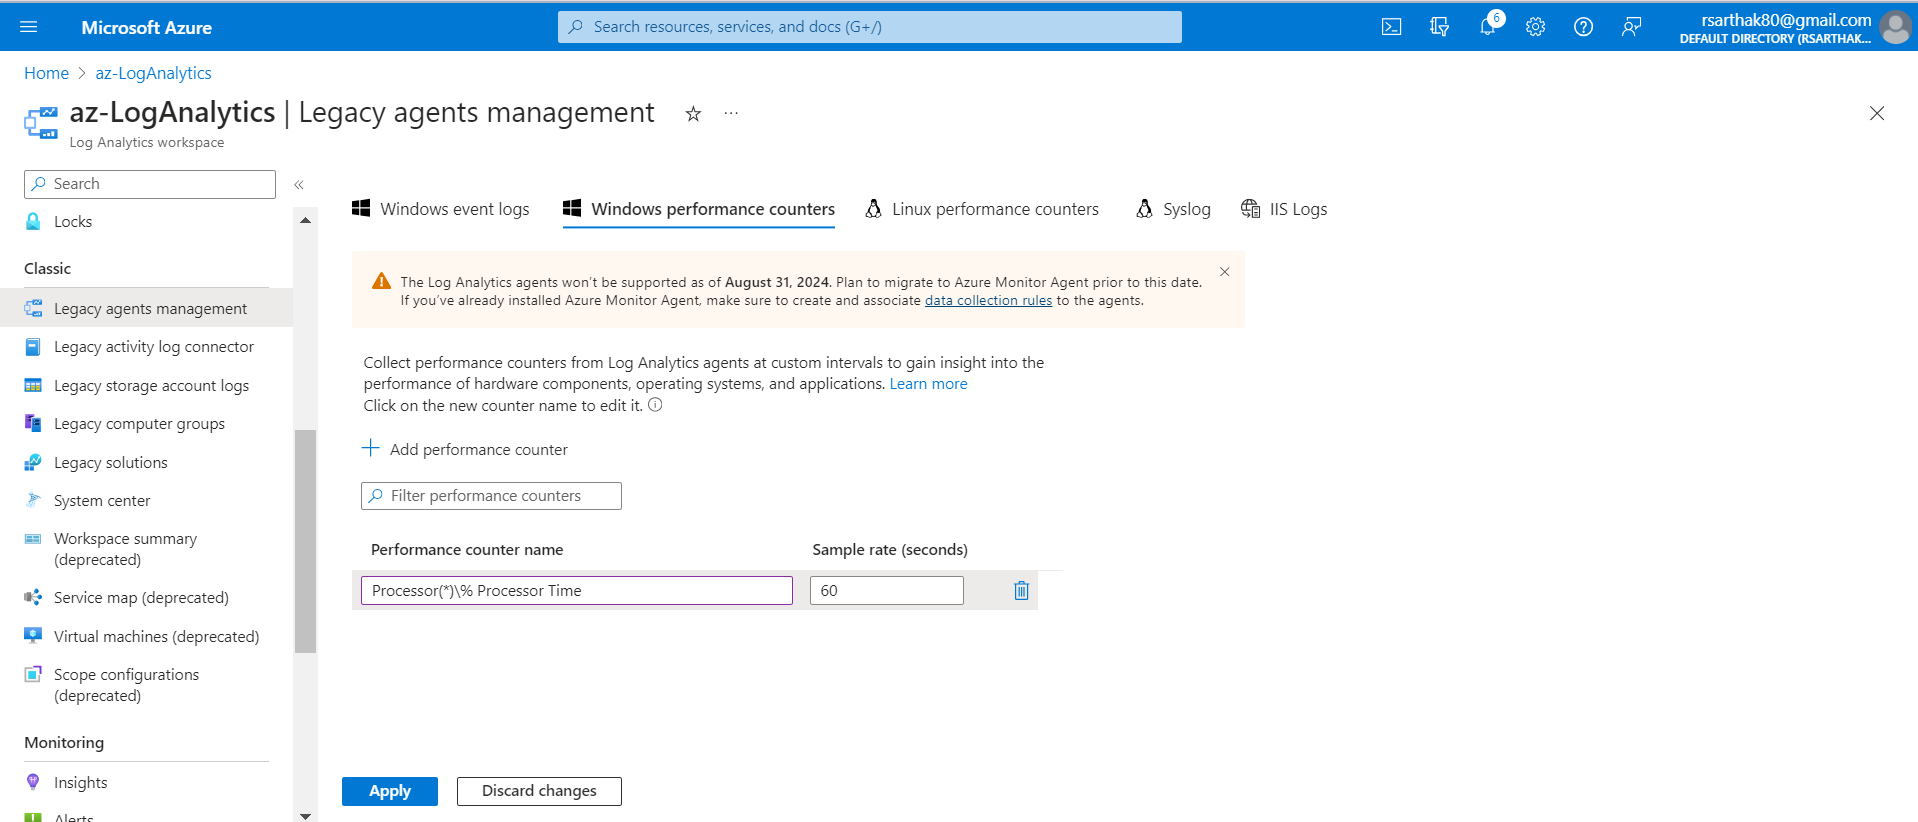 Microsoft Azure
Search resources, services, and docs (G+/)
6
rsarthak80@gmail.com
DEFAULT DIRECTORY (RSARTHAK...
Home > az-LogAnalytics
az-LogAnalytics | Legacy agents management
Log Analytics workspace
Search
Locks
Classic
Legacy agents management
Legacy activity log connector
Legacy storage account logs
Legacy computer groups
Legacy solutions
System center
Workspace summary
(deprecated)
Service map (deprecated)
Virtual machines (deprecated)
Scope configurations
(deprecated)
Monitoring
Insights
Alerts
Windows event logs
Windows performance counters
Linux performance counters
Syslog
IIS Logs
The Log Analytics agents won't be supported as of August 31, 2024. Plan to migrate to Azure Monitor Agent prior to this date.
If you've already installed Azure Monitor Agent, make sure to create and associate data collection rules to the agents.
Collect performance counters from Log Analytics agents at custom intervals to gain insight into the
performance of hardware components, operating systems, and applications. Learn more
Click on the new counter name to edit it.
Add performance counter
Filter performance counters
Performance counter name
Sample rate (seconds)
Processor(*)\% Processor Time
60
Apply
Discard changes